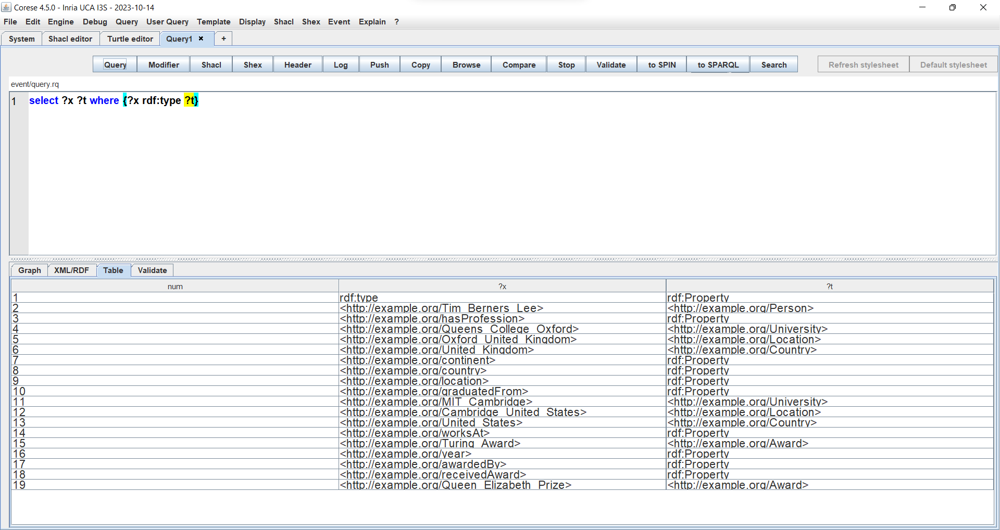 Corese 4.5.0 - Inria UCA I3S - 2023-10-14
File Edit Engine Debug Query User Query Template Display Shacl Shex Event Explain ?
System Shacl editor Turtle editor Query1 × +
Query Modifier Shacl Shex Header Log Push Copy Browse Compare Stop Validate to SPIN to SPARQL Search Refresh stylesheet Default stylesheet
event/query.rq
1 select ?x ?t where {?x rdf:type ?t}
Graph XML/RDF Table Validate
num ?x ?t
1 rdf:type rdf:Property
2 <http://example.org/Tim_Berners_Lee> <http://example.org/Person>
3 <http://example.org/hasProfession> rdf:Property
4 <http://example.org/Queens_College_Oxford> <http://example.org/University>
5 <http://example.org/Oxford_United_Kingdom> <http://example.org/Location>
6 <http://example.org/United_Kingdom> <http://example.org/Country>
7 <http://example.org/continent> rdf:Property
8 <http://example.org/country> rdf:Property
9 <http://example.org/location> rdf:Property
10 <http://example.org/graduatedFrom> rdf:Property
11 <http://example.org/MIT_Cambridge> <http://example.org/University>
12 <http://example.org/Cambridge_United_States> <http://example.org/Location>
13 <http://example.org/United_States> <http://example.org/Country>
14 <http://example.org/worksAt> rdf:Property
15 <http://example.org/Turing_Award> <http://example.org/Award>
16 <http://example.org/year> rdf:Property
17 <http://example.org/awardedBy> rdf:Property
18 <http://example.org/receivedAward> rdf:Property
19 <http://example.org/Queen_Elizabeth_Prize> <http://example.org/Award>